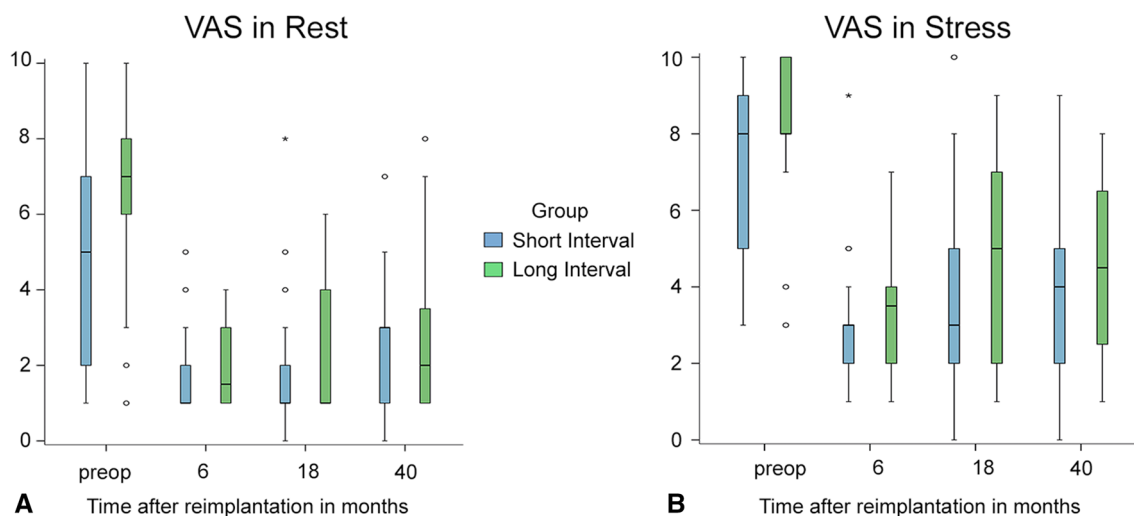 VAS in Rest
10
8
6
4
2
0
preop 6 18 40
Time after reimplantation in months
A
Group
Short Interval
Long Interval
VAS in Stress
10
8
6
4
2
0
preop 6 18 40
Time after reimplantation in months
B